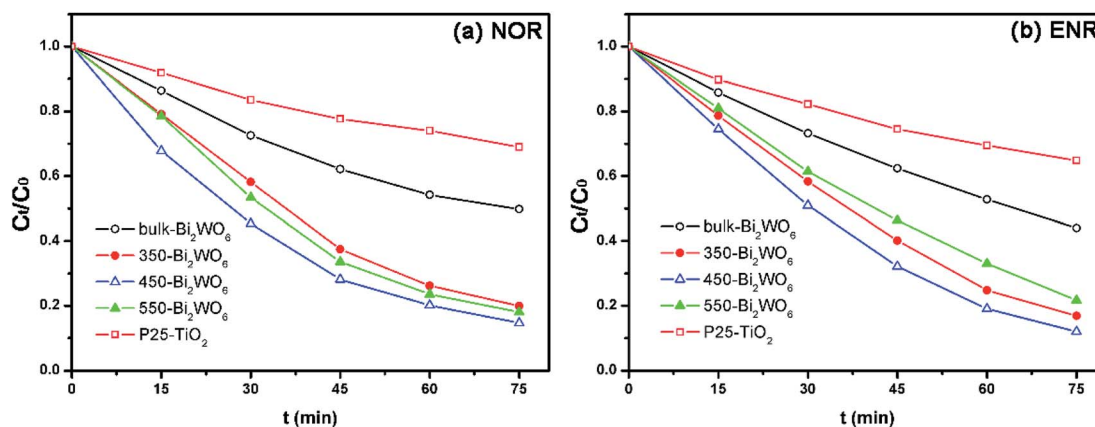 (a) NOR
1.0
0.8
0.6
0.4
0.2
0.0
Cₜ/C₀
bulk-Bi₂WO₆
350-Bi₂WO₆
450-Bi₂WO₆
550-Bi₂WO₆
P25-TiO₂
0 15 30 45 60 75
t (min)
(b) ENR
1.0
0.8
0.6
0.4
0.2
0.0
Cₜ/C₀
bulk-Bi₂WO₆
350-Bi₂WO₆
450-Bi₂WO₆
550-Bi₂WO₆
P25-TiO₂
0 15 30 45 60 75
t (min)